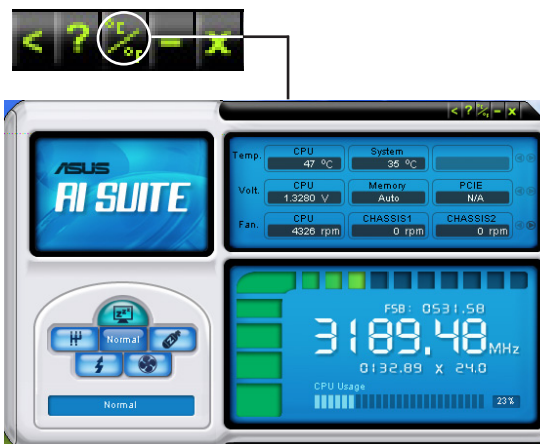 < ? °C/°F - x
< ? °C/°F - x
ASUS
AI SUITE
Temp. CPU 47 °C System 35 °C
Volt. CPU 1.3280 V Memory Auto PCIE N/A
Fan. CPU 4326 rpm CHASSIS1 0 rpm CHASSIS2 0 rpm
FSB: 0531.58
3189.48 MHz
0132.89 x 24.0
CPU Usage
23%
Normal
Normal